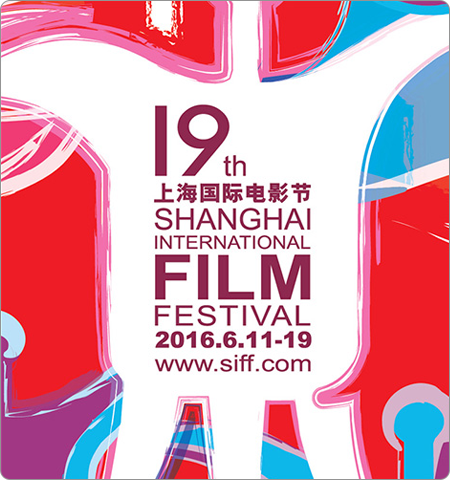 19th
上海国际电影节
SHANGHAI
INTERNATIONAL
FILM
FESTIVAL
2016.6.11-19
www.siff.com